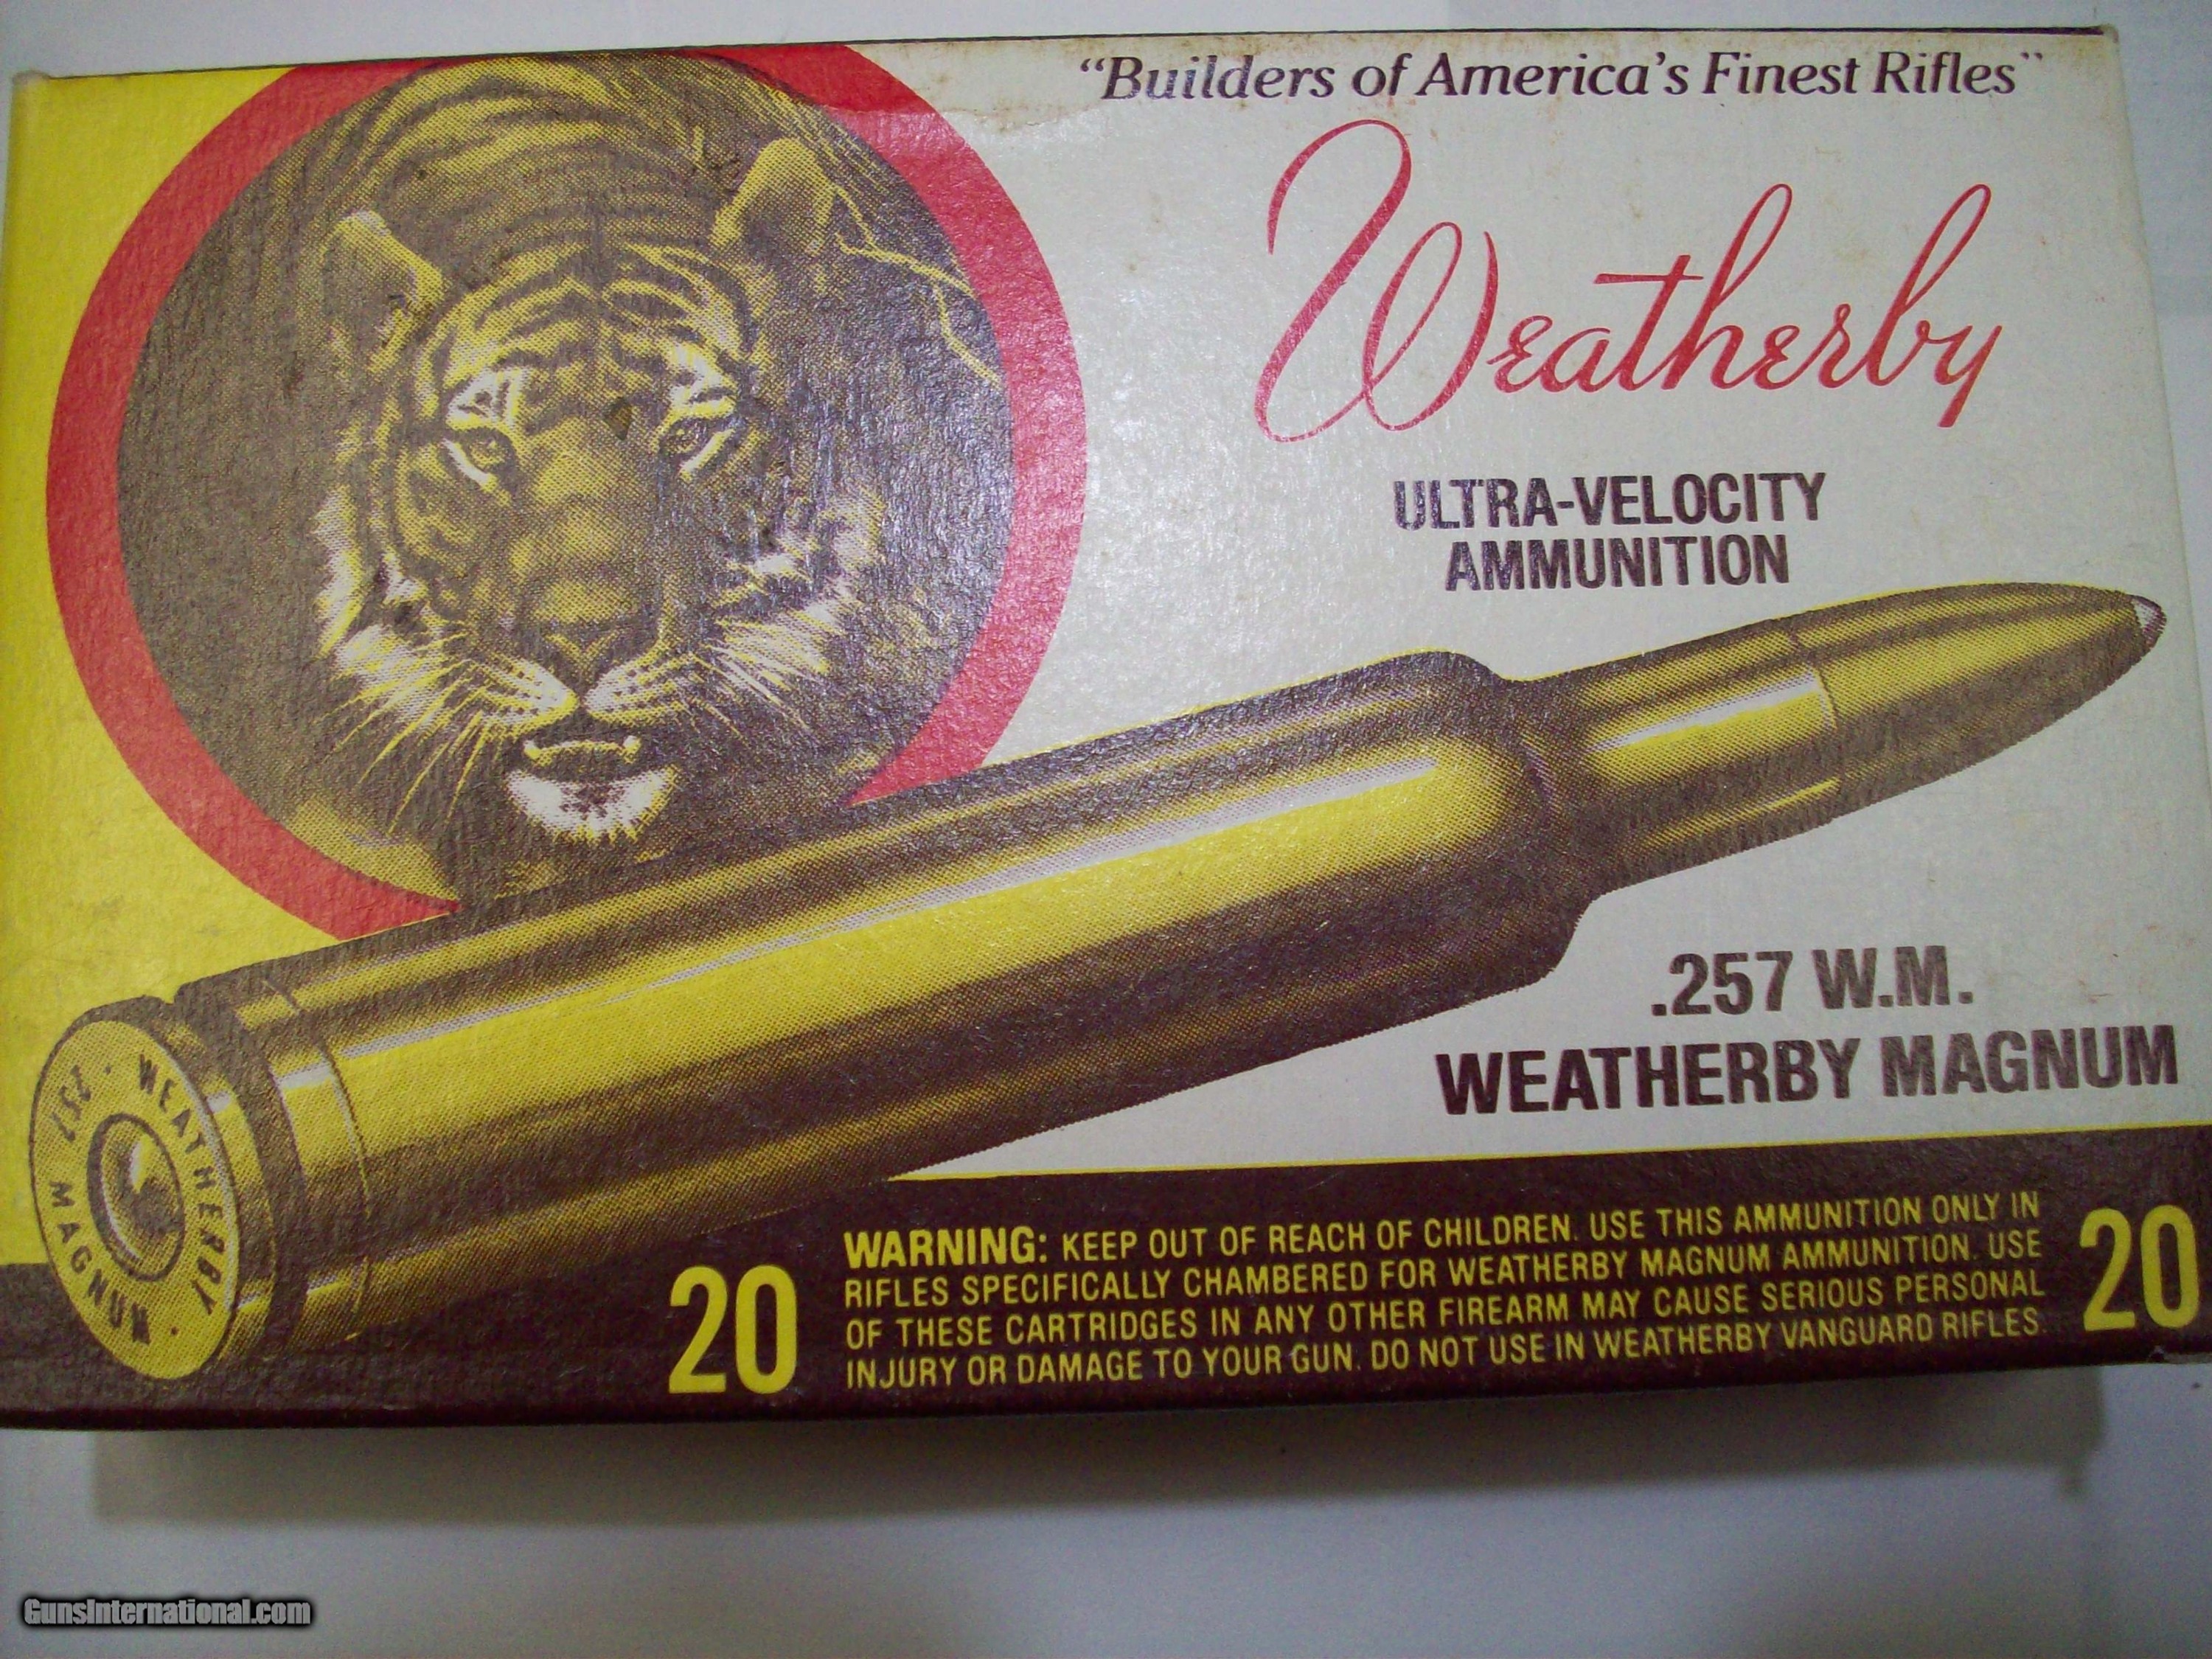 "Builders of America's Finest Rifles"
Weatherby
ULTRA-VELOCITY
AMMUNITION
.257 W.M.
WEATHERBY MAGNUM
· WEATHERBY · MAGNUM 257
20
WARNING: KEEP OUT OF REACH OF CHILDREN. USE THIS AMMUNITION ONLY IN
RIFLES SPECIFICALLY CHAMBERED FOR WEATHERBY MAGNUM AMMUNITION. USE
OF THESE CARTRIDGES IN ANY OTHER FIREARM MAY CAUSE SERIOUS PERSONAL
INJURY OR DAMAGE TO YOUR GUN. DO NOT USE IN WEATHERBY VANGUARD RIFLES.
20
GunsInternational.com